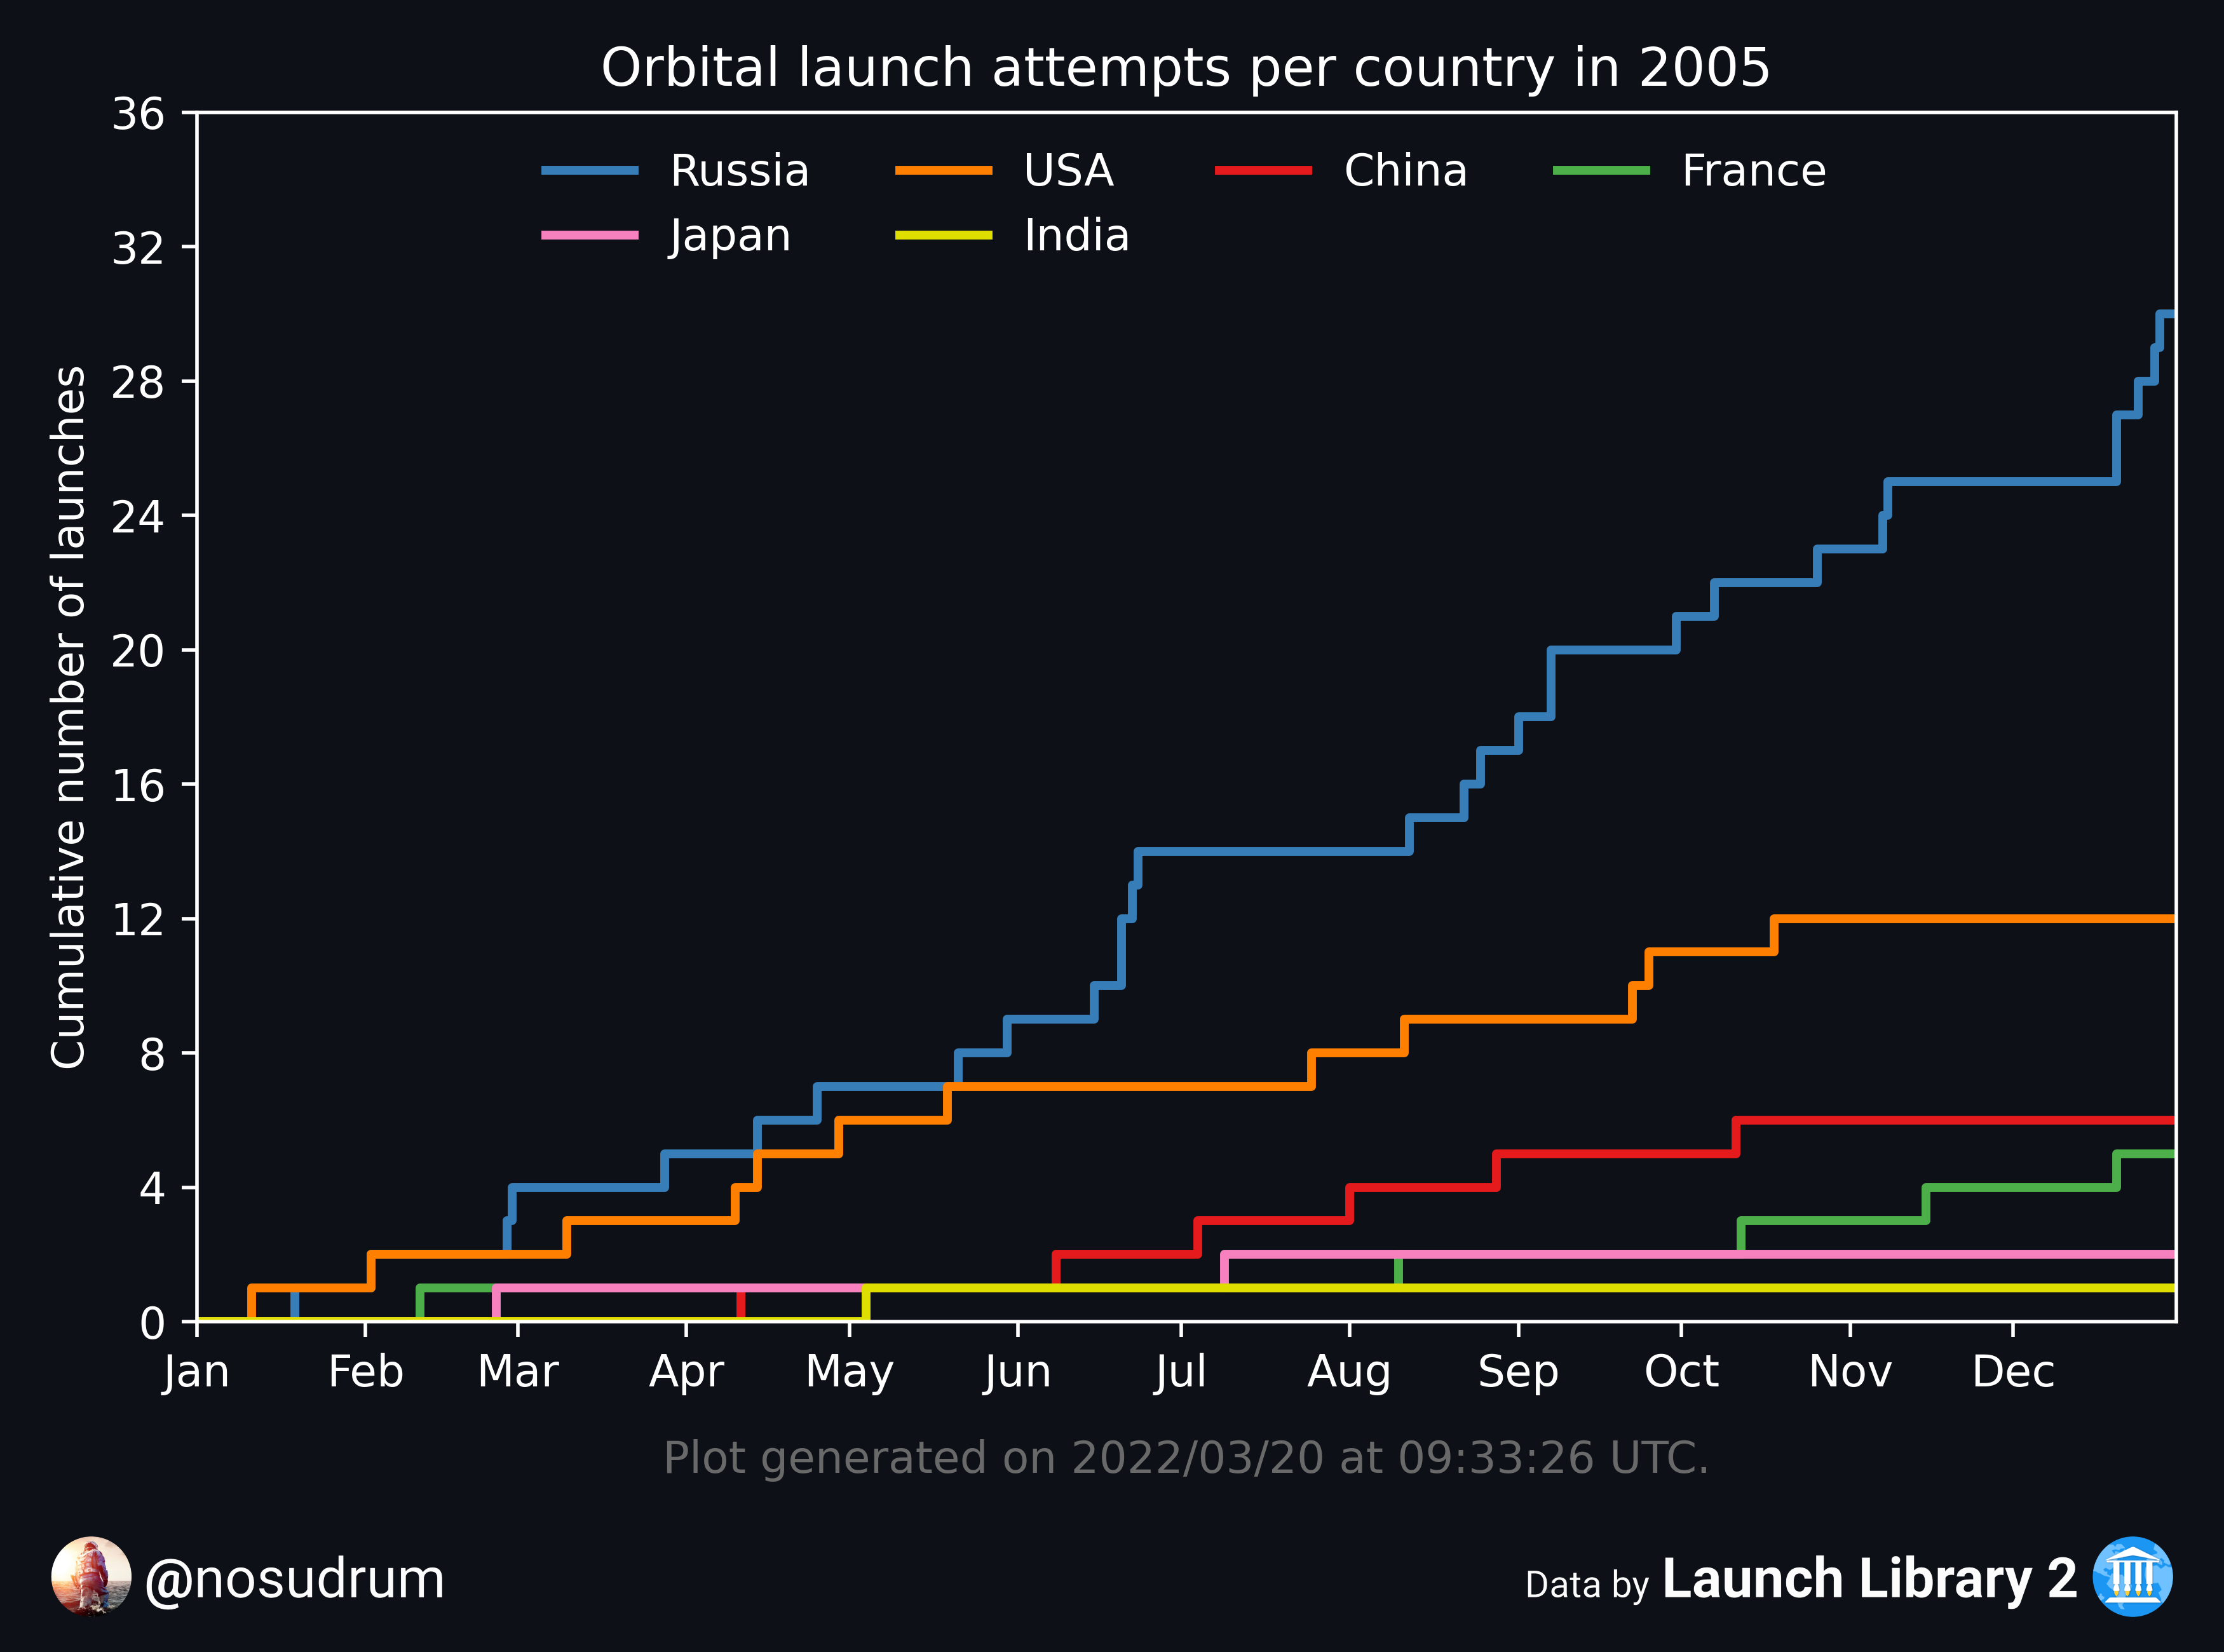 Orbital launch attempts per country in 2005
Russia USA China France
Japan India
Cumulative number of launches
36
32
28
24
20
16
12
8
4
0
Jan Feb Mar Apr May Jun Jul Aug Sep Oct Nov Dec
Plot generated on 2022/03/20 at 09:33:26 UTC.
@nosudrum
Data by Launch Library 2